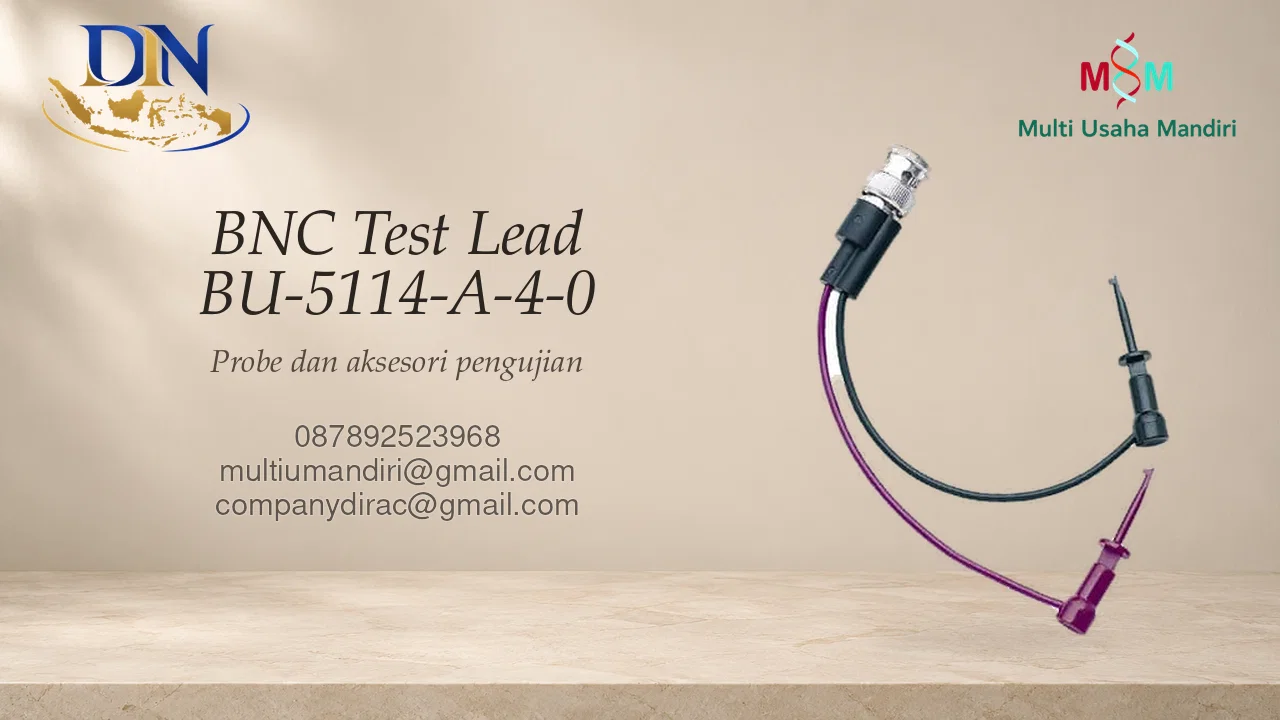 DIN
M M
Multi Usaha Mandiri
BNC Test Lead
BU-5114-A-4-0
Probe dan aksesori pengujian
087892523968
multiumandiri@gmail.com
companydirac@gmail.com